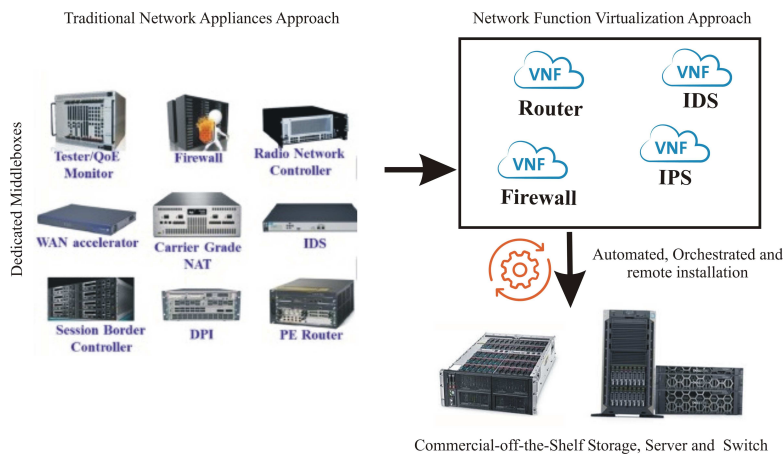 Traditional Network Appliances Approach
Dedicated Middleboxes
Tester/QoE
Monitor
Firewall
Radio Network
Controller
WAN accelerator
Carrier Grade
NAT
IDS
Session Border
Controller
DPI
PE Router
Network Function Virtualization Approach
VNF
Router
VNF
IDS
VNF
Firewall
VNF
IPS
Automated, Orchestrated and
remote installation
Commercial-off-the-Shelf Storage, Server and Switch